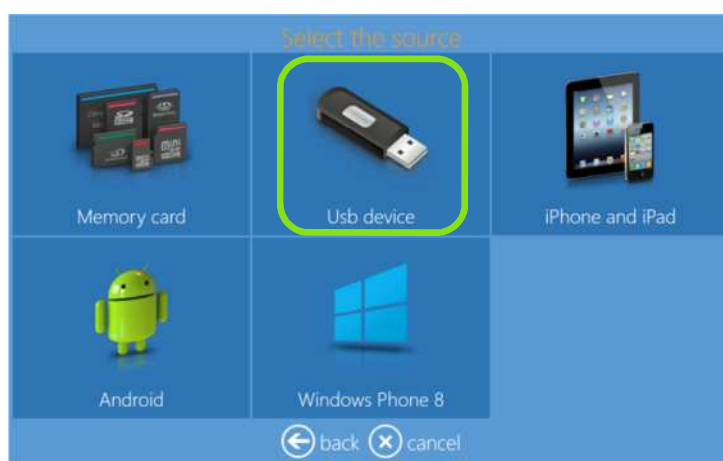 Select the source
Memory card
Usb device
iPhone and iPad
Android
Windows Phone 8
back
cancel